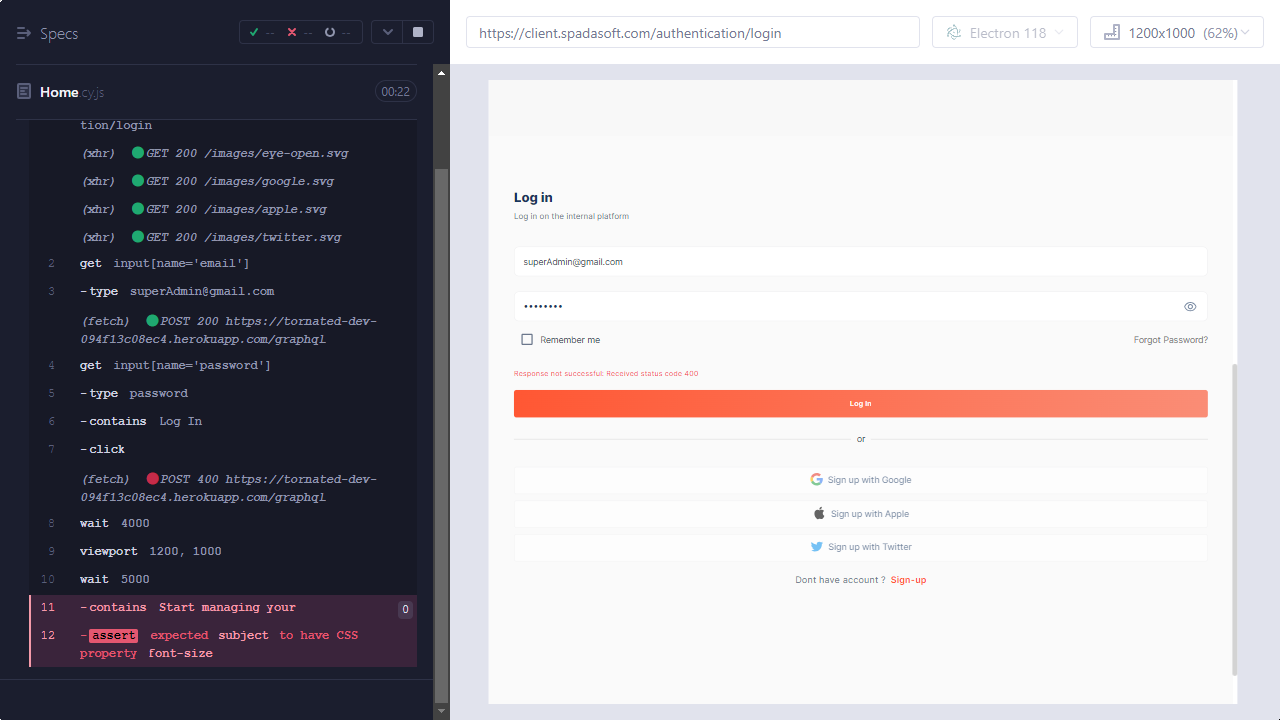 Specs
-- -- --
Home.cy.js 00:22
tion/login
(xhr) GET 200 /images/eye-open.svg
(xhr) GET 200 /images/google.svg
(xhr) GET 200 /images/apple.svg
(xhr) GET 200 /images/twitter.svg
2 get input[name='email']
3 -type superAdmin@gmail.com
(fetch) POST 200 https://tornated-dev-
094f13c08ec4.herokuapp.com/graphql
4 get input[name='password']
5 -type password
6 -contains Log In
7 -click
(fetch) POST 400 https://tornated-dev-
094f13c08ec4.herokuapp.com/graphql
8 wait 4000
9 viewport 1200, 1000
10 wait 5000
11 -contains Start managing your 0
12 -assert expected subject to have CSS
property font-size
https://client.spadasoft.com/authentication/login
Electron 118
1200x1000 (62%)
Log in
Log in on the internal platform
superAdmin@gmail.com
••••••••
Remember me Forgot Password?
Response not successful: Received status code 400
Log In
or
Sign up with Google
Sign up with Apple
Sign up with Twitter
Dont have account ? Sign-up